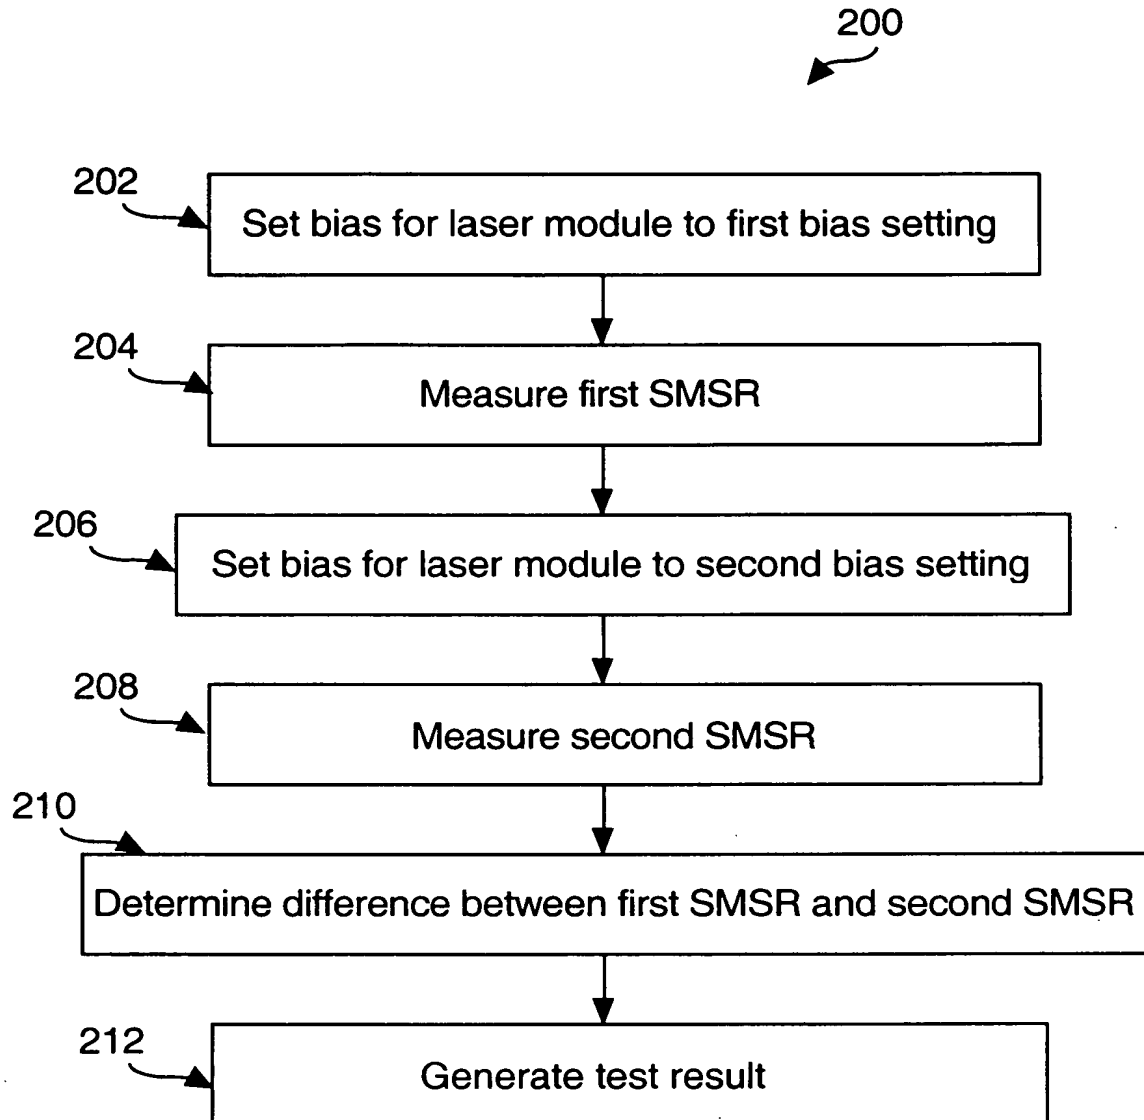 200
202
Set bias for laser module to first bias setting
204
Measure first SMSR
206
Set bias for laser module to second bias setting
208
Measure second SMSR
210
Determine difference between first SMSR and second SMSR
212
Generate test result